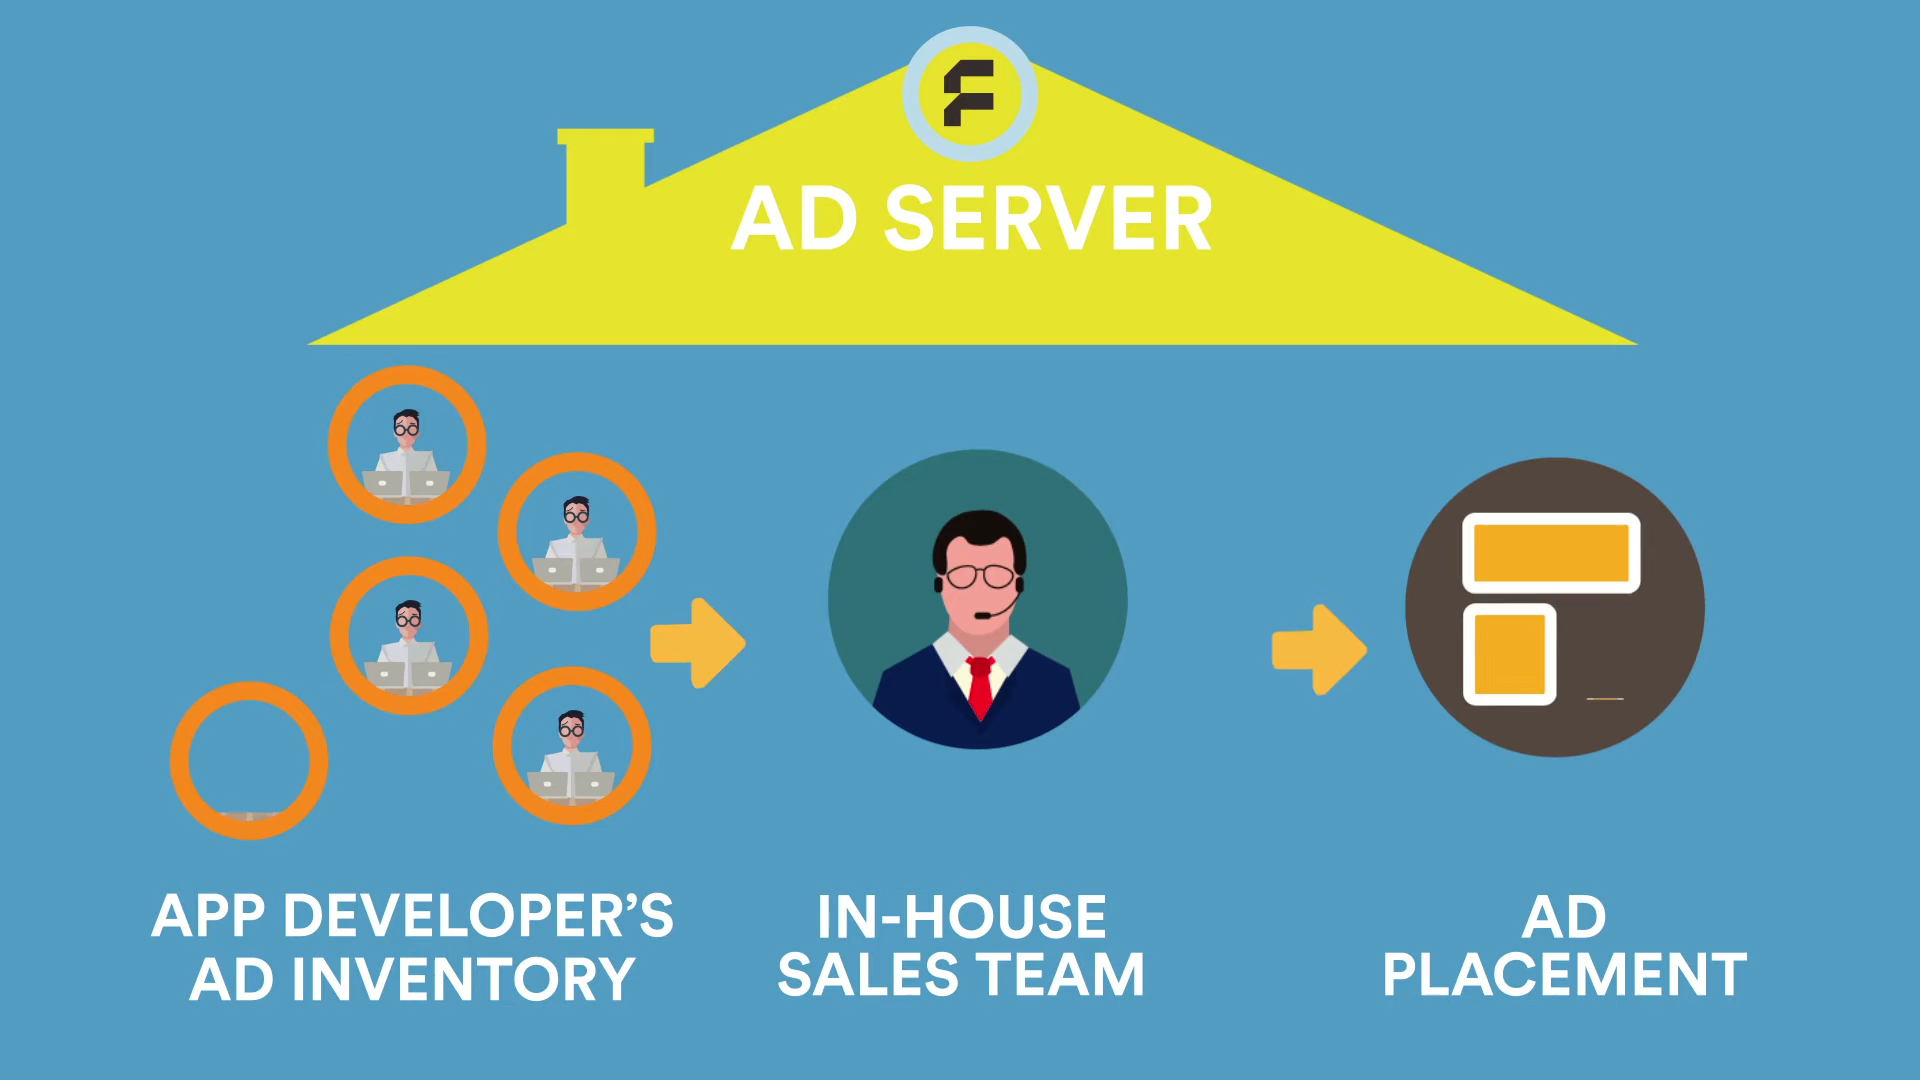 F
AD SERVER
APP DEVELOPER’S
AD INVENTORY
IN-HOUSE
SALES TEAM
AD
PLACEMENT